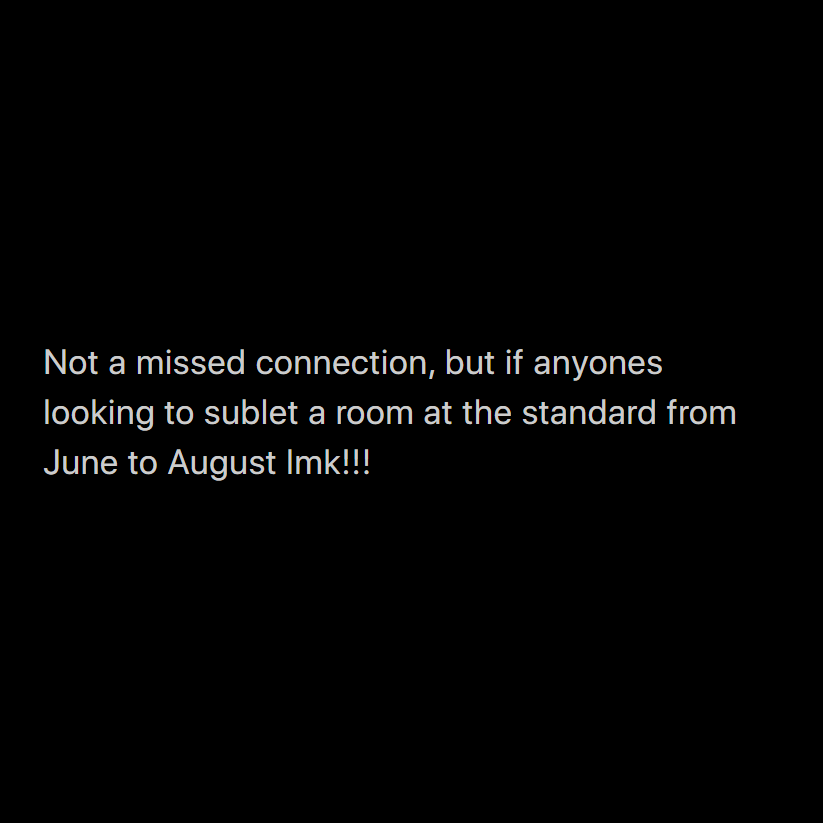 Not a missed connection, but if anyones
looking to sublet a room at the standard from
June to August lmk!!!